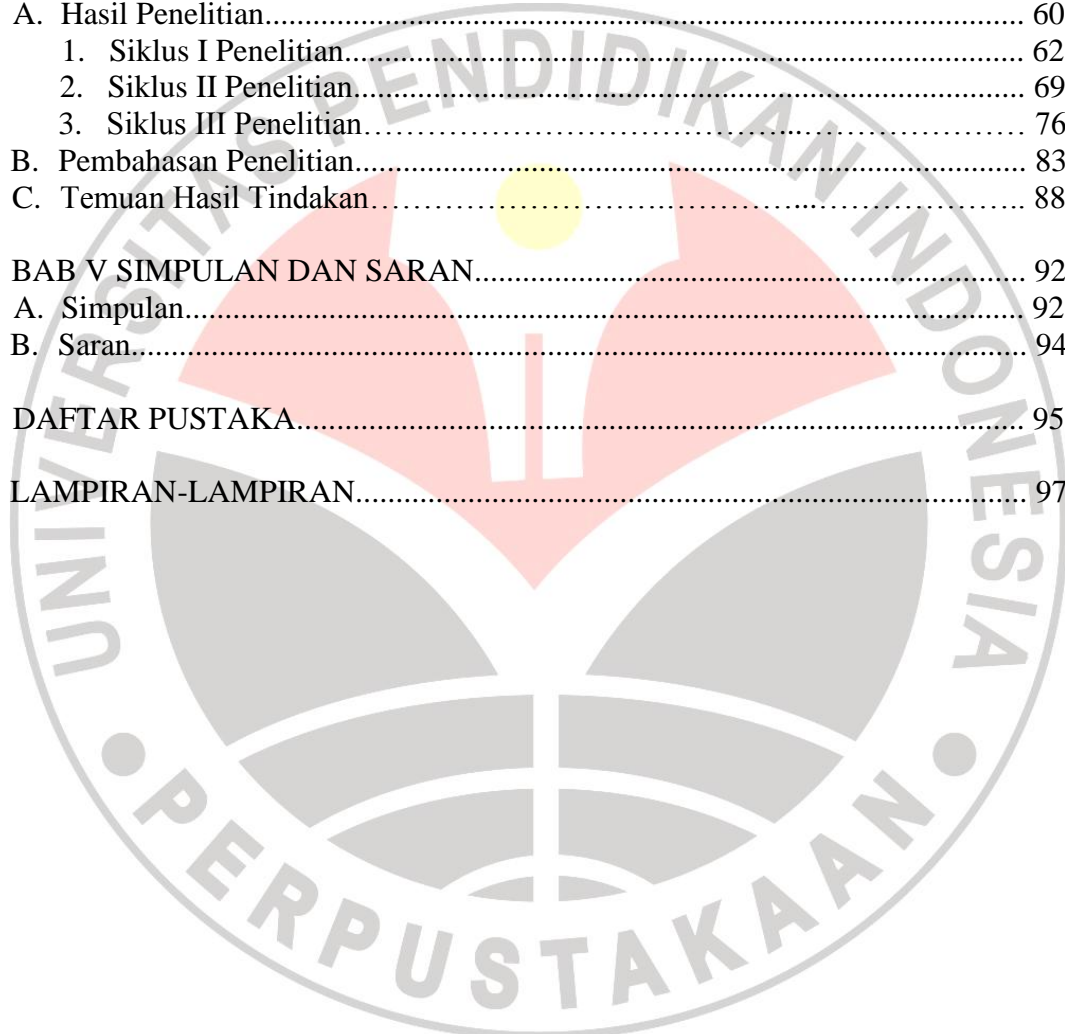 A. Hasil Penelitian.................................................................................................. 60
1. Siklus I Penelitian........................................................................................ 62
2. Siklus II Penelitian....................................................................................... 69
3. Siklus III Penelitian……………………………………...…………………… 76
B. Pembahasan Penelitian....................................................................................... 83
C. Temuan Hasil Tindakan…………………………….…………...………………….. 88
BAB V SIMPULAN DAN SARAN........................................................................ 92
A. Simpulan............................................................................................................. 92
B. Saran.................................................................................................................... 94
DAFTAR PUSTAKA.............................................................................................. 95
LAMPIRAN-LAMPIRAN...................................................................................... 97
UNIVERSITAS PENDIDIKAN INDONESIA
PERPUSTAKAAN